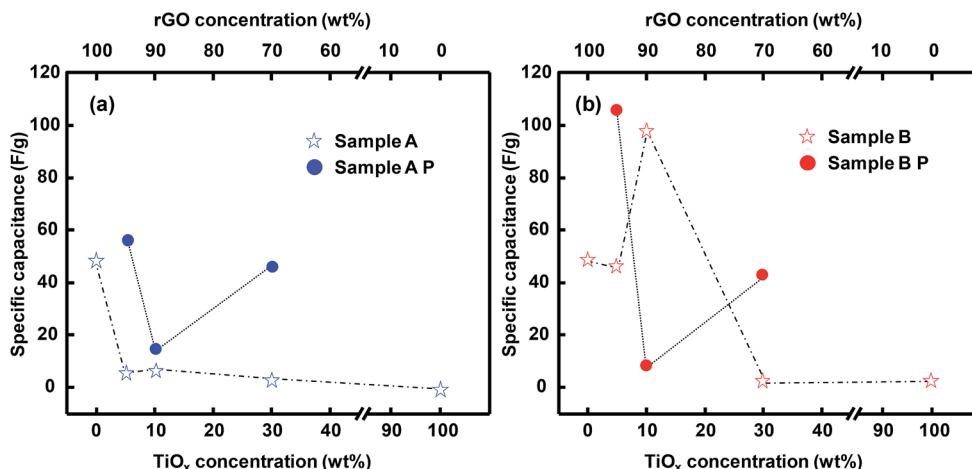 rGO concentration (wt%)
100 90 70 60 10 0
120
100
80
60
40
20
0
Specific capacitance (F/g)
(a)
Sample A
Sample A P
0 10 20 30 40 90 100
TiOₓ concentration (wt%)
rGO concentration (wt%)
100 90 70 60 10 0
120
100
80
60
40
20
0
Specific capacitance (F/g)
(b)
Sample B
Sample B P
0 10 20 30 40 90 100
TiOₓ concentration (wt%)